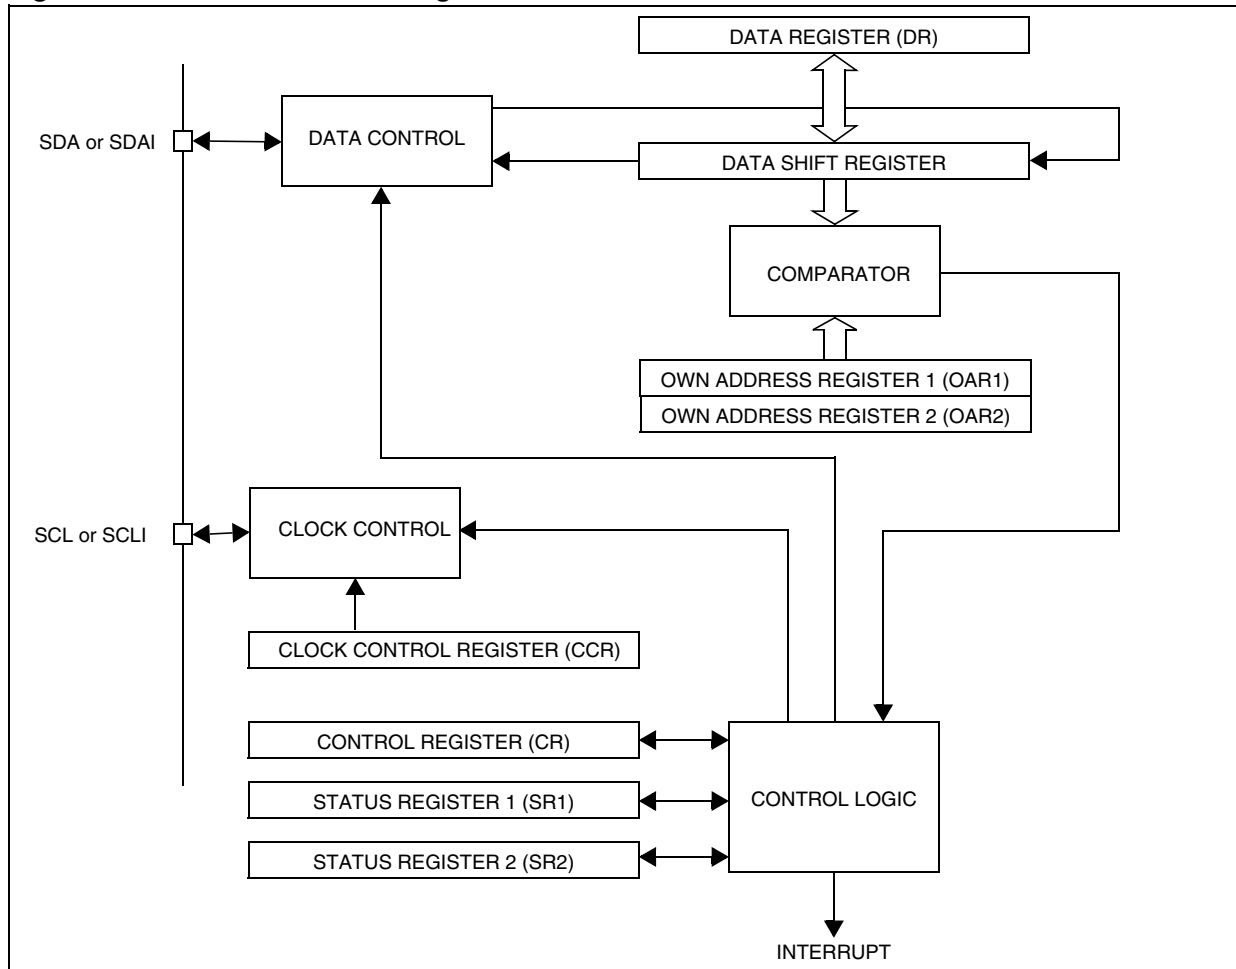 DATA REGISTER (DR)
SDA or SDAI
DATA CONTROL
DATA SHIFT REGISTER
COMPARATOR
OWN ADDRESS REGISTER 1 (OAR1)
OWN ADDRESS REGISTER 2 (OAR2)
SCL or SCLI
CLOCK CONTROL
CLOCK CONTROL REGISTER (CCR)
CONTROL REGISTER (CR)
STATUS REGISTER 1 (SR1)
CONTROL LOGIC
STATUS REGISTER 2 (SR2)
INTERRUPT